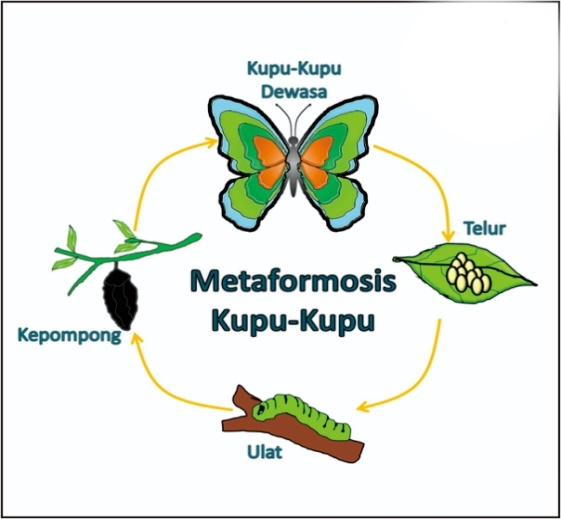 Kupu-Kupu
Dewasa
Telur
Metaformosis
Kupu-Kupu
Kepompong
Ulat